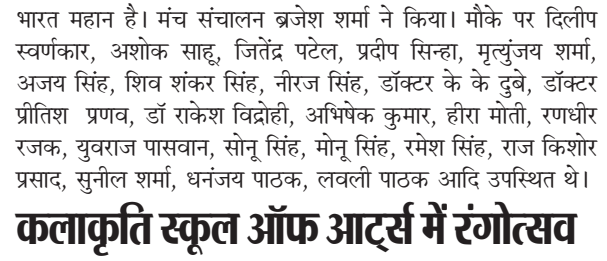 भारत महान है। मंच संचालन ब्रजेश शर्मा ने किया। मौके पर दिलीप
स्वर्णकार, अशोक साहू, जितेंद्र पटेल, प्रदीप सिन्हा, मृत्युंजय शर्मा,
अजय सिंह, शिव शंकर सिंह, नीरज सिंह, डॉक्टर के के दुबे, डॉक्टर
प्रीतिश प्रणव, डॉ राकेश विद्रोही, अभिषेक कुमार, हीरा मोती, रणधीर
रजक, युवराज पासवान, सोनू सिंह, मोनू सिंह, रमेश सिंह, राज किशोर
प्रसाद, सुनील शर्मा, धनंजय पाठक, लवली पाठक आदि उपस्थित थे।
कलाकृति स्कूल ऑफ आर्ट्स में रंगोत्सव